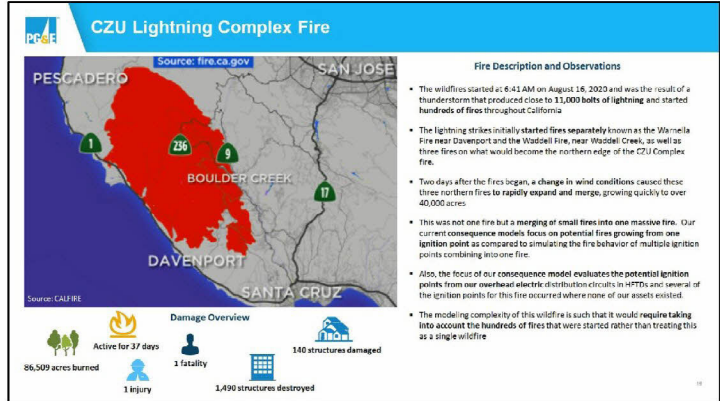 PG&E
CZU Lightning Complex Fire
Source: fire.ca.gov
PESCADERO
SAN JOSE
1
236
9
BOULDER CREEK
17
DAVENPORT
SANTA CRUZ
Source: CALFIRE
Damage Overview
86,509 acres burned
Active for 37 days
1 injury
1 fatality
1,490 structures destroyed
140 structures damaged
Fire Description and Observations
▪ The wildfires started at 6:41 AM on August 16, 2020 and was the result of a
thunderstorm that produced close to 11,000 bolts of lightning and started
hundreds of fires throughout California
▪ The lightning strikes initially started fires separately known as the Warnella
Fire near Davenport and the Waddell Fire, near Waddell Creek, as well as
three fires on what would become the northern edge of the CZU Complex
fire.
▪ Two days after the fires began, a change in wind conditions caused these
three northern fires to rapidly expand and merge, growing quickly to over
40,000 acres
▪ This was not one fire but a merging of small fires into one massive fire. Our
current consequence models focus on potential fires growing from one
ignition point as compared to simulating the fire behavior of multiple ignition
points combining into one fire.
▪ Also, the focus of our consequence model evaluates the potential ignition
points from our overhead electric distribution circuits in HFTDs and several of
the ignition points for this fire occurred where none of our assets existed.
▪ The modeling complexity of this wildfire is such that it would require taking
into account the hundreds of fires that were started rather than treating this
as a single wildfire